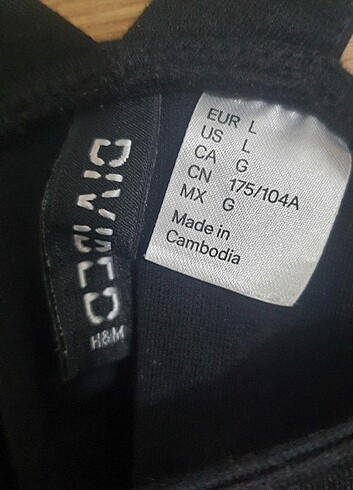 DIVIDED
H&M
EUR L
US L
CA G
CN 175/104A
MX G
Made in
Cambodia